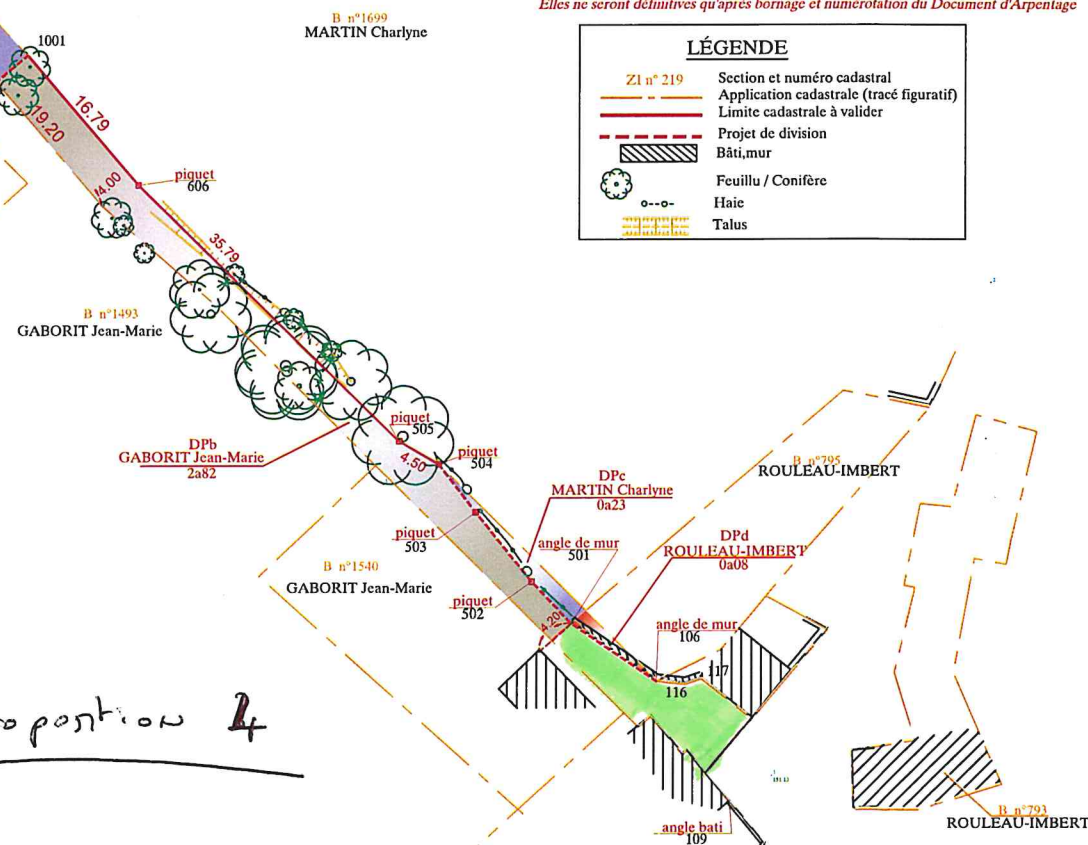 Elles ne seront définitives qu'après bornage et numérotation du Document d'Arpentage
B n°1699
MARTIN Charlyne
LÉGENDE
ZI n° 219 Section et numéro cadastral
Application cadastrale (tracé figuratif)
Limite cadastrale à valider
Projet de division
Bâti,mur
Feuillu / Conifère
Haie
Talus
1001
16.79
19.20
piquet
606
4.00
35.79
B n°1493
GABORIT Jean-Marie
piquet
505
DPb
GABORIT Jean-Marie
2a82
4.50
piquet
504
DPc
MARTIN Charlyne
0a23
B n°795
ROULEAU-IMBERT
piquet
503
angle de mur
501
DPd
ROULEAU-IMBERT
0a08
B n°1540
GABORIT Jean-Marie
piquet
502
4.20
angle de mur
106
117
116
oposition 4
angle bati
109
B n°793
ROULEAU-IMBERT